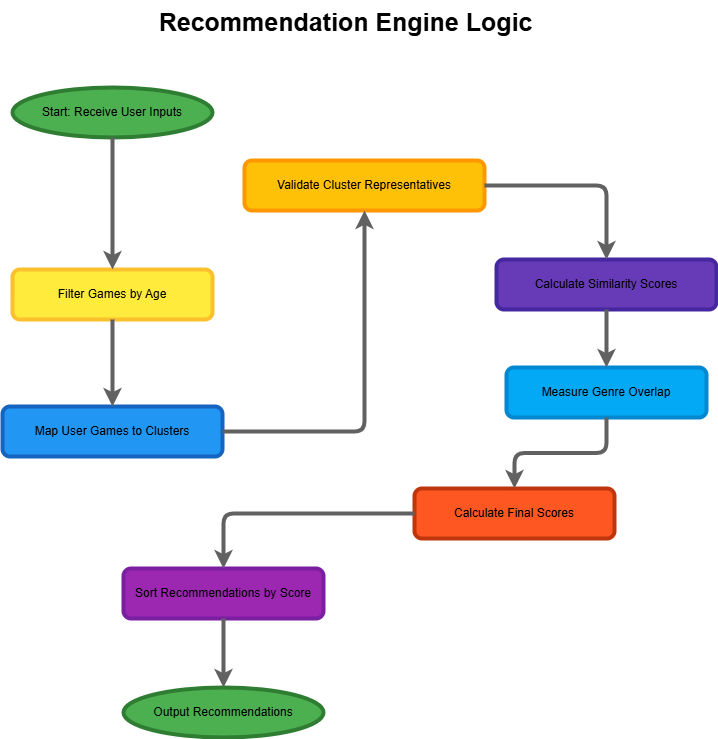 Recommendation Engine Logic
Start: Receive User Inputs
Filter Games by Age
Map User Games to Clusters
Validate Cluster Representatives
Calculate Similarity Scores
Measure Genre Overlap
Calculate Final Scores
Sort Recommendations by Score
Output Recommendations